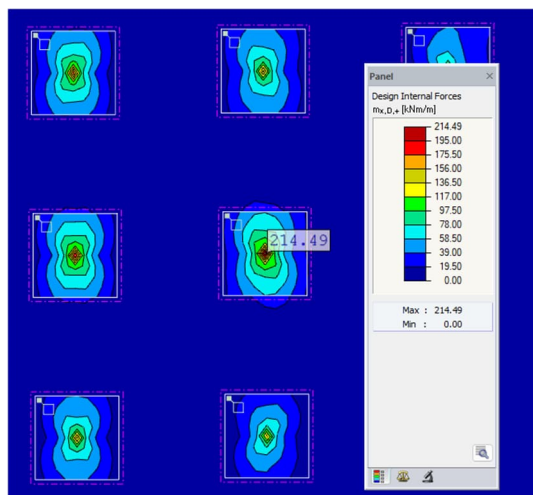 Panel
Design Internal Forces
mx,D,+ [kNm/m]
214.49
195.00
175.50
156.00
136.50
117.00
97.50
78.00
58.50
39.00
19.50
0.00
Max : 214.49
Min : 0.00
214.49